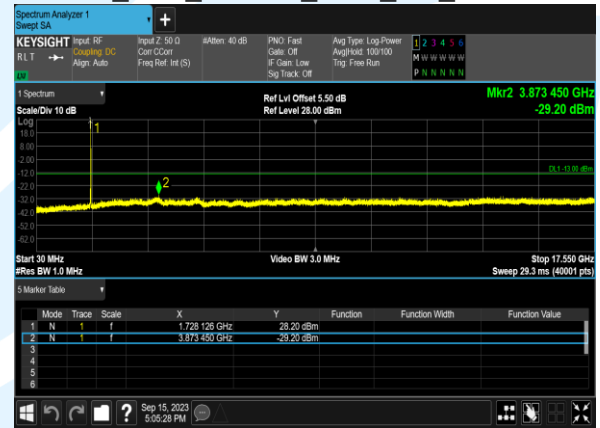 Spectrum Analyzer 1
Swept SA
+
KEYSIGHT Input: RF Input Z: 50 Ω #Atten: 40 dB PNO: Fast Avg Type: Log-Power 1 2 3 4 5 6
RLT Coupling: DC Corr CCorr Gate: Off Avg|Hold: 100/100 M W W W W W
Align: Auto Freq Ref: Int (S) IF Gain: Low Trig: Free Run
Sig Track: Off P N N N N N
LV
1 Spectrum Ref Lvl Offset 5.50 dB Mkr2 3.873 450 GHz
Scale/Div 10 dB Ref Level 28.00 dBm -29.20 dBm
Log
1
18.0
8.00
-2.00
DL1 -13.00 dBm
-12.0
2
-22.0
-32.0
-42.0
-52.0
-62.0
Start 30 MHz Video BW 3.0 MHz Stop 17.550 GHz
#Res BW 1.0 MHz Sweep 29.3 ms (40001 pts)
5 Marker Table
Mode Trace Scale X Y Function Function Width Function Value
1 N 1 f 1.728 126 GHz 28.20 dBm
2 N 1 f 3.873 450 GHz -29.20 dBm
3
4
5
6
? Sep 15, 2023
5:05:28 PM